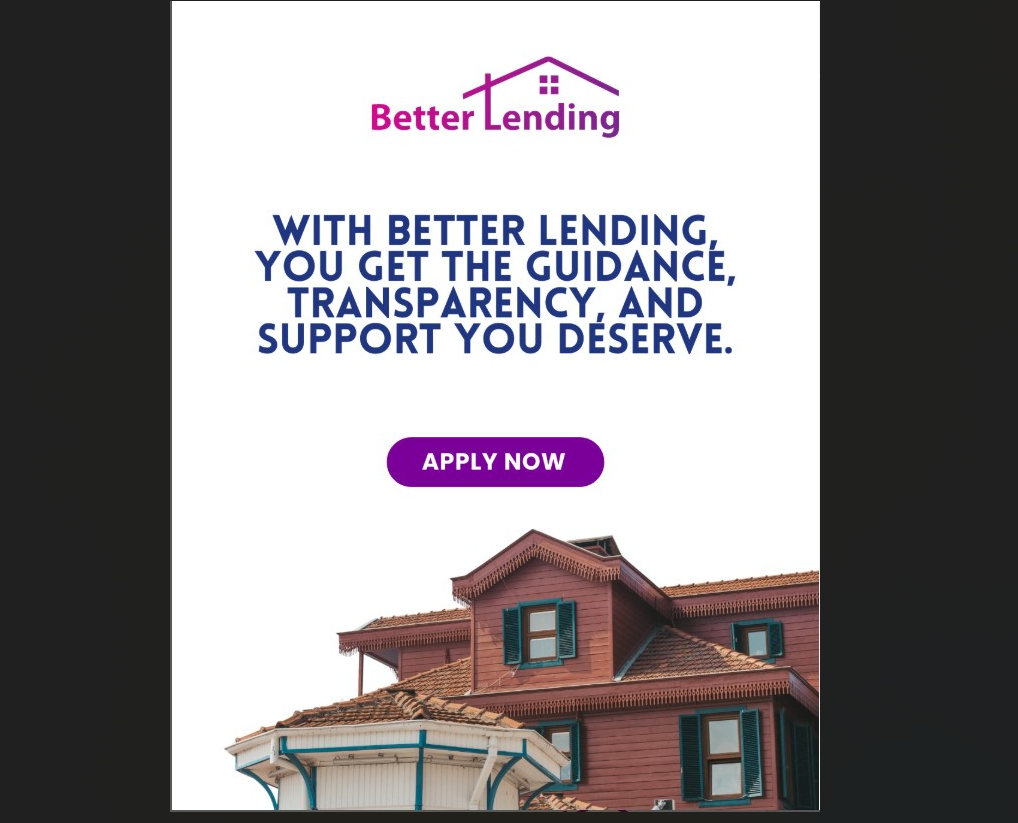 Better Lending
WITH BETTER LENDING,
YOU GET THE GUIDANCE,
TRANSPARENCY, AND
SUPPORT YOU DESERVE.
APPLY NOW